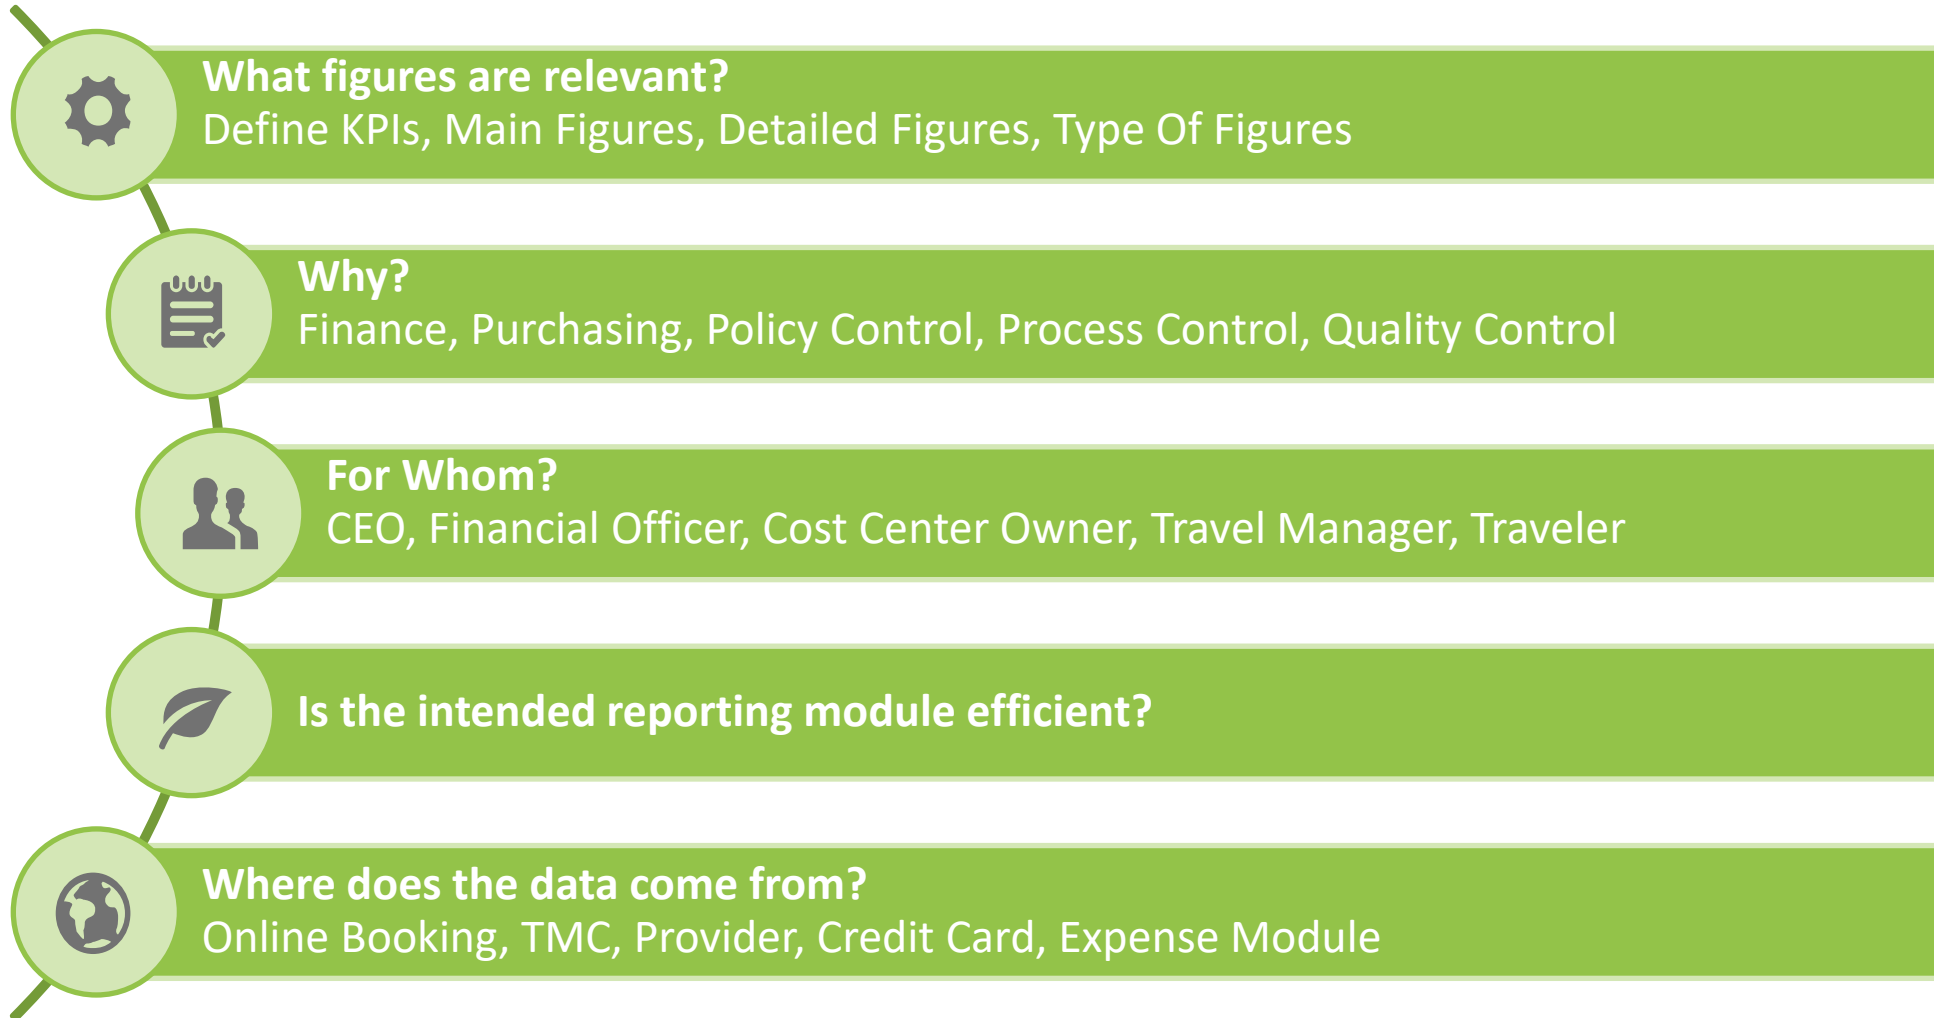 What figures are relevant?
Define KPIs, Main Figures, Detailed Figures, Type Of Figures
Why?
Finance, Purchasing, Policy Control, Process Control, Quality Control
For Whom?
CEO, Financial Officer, Cost Center Owner, Travel Manager, Traveler
Is the intended reporting module efficient?
Where does the data come from?
Online Booking, TMC, Provider, Credit Card, Expense Module